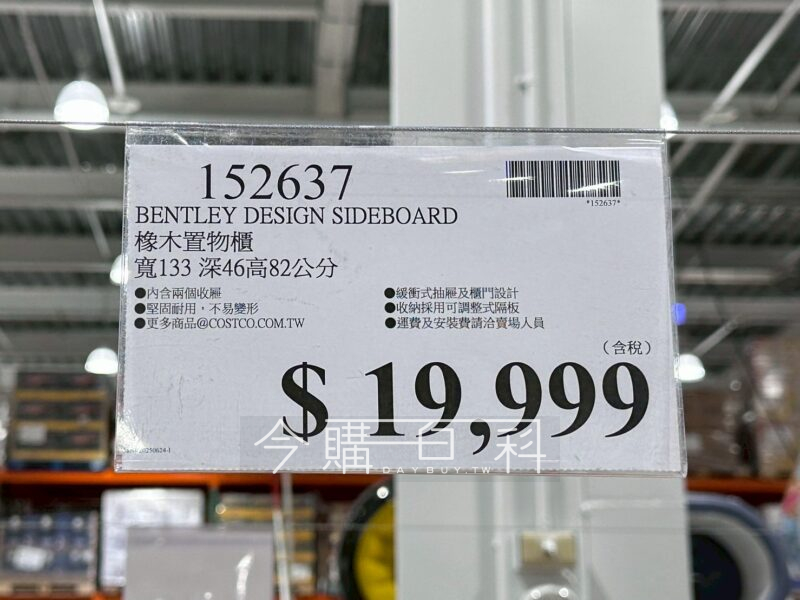 152637
*152637*
BENTLEY DESIGN SIDEBOARD
橡木置物櫃
寬133 深46高82公分
●內含兩個收屜
●堅固耐用，不易變形
●更多商品@COSTCO.COM.TW
●緩衝式抽屜及櫃門設計
●收納採用可調整式隔板
●運費及安裝費請洽賣場人員
（含稅）
$ 19,999
今購百科
DAYBUY.TW